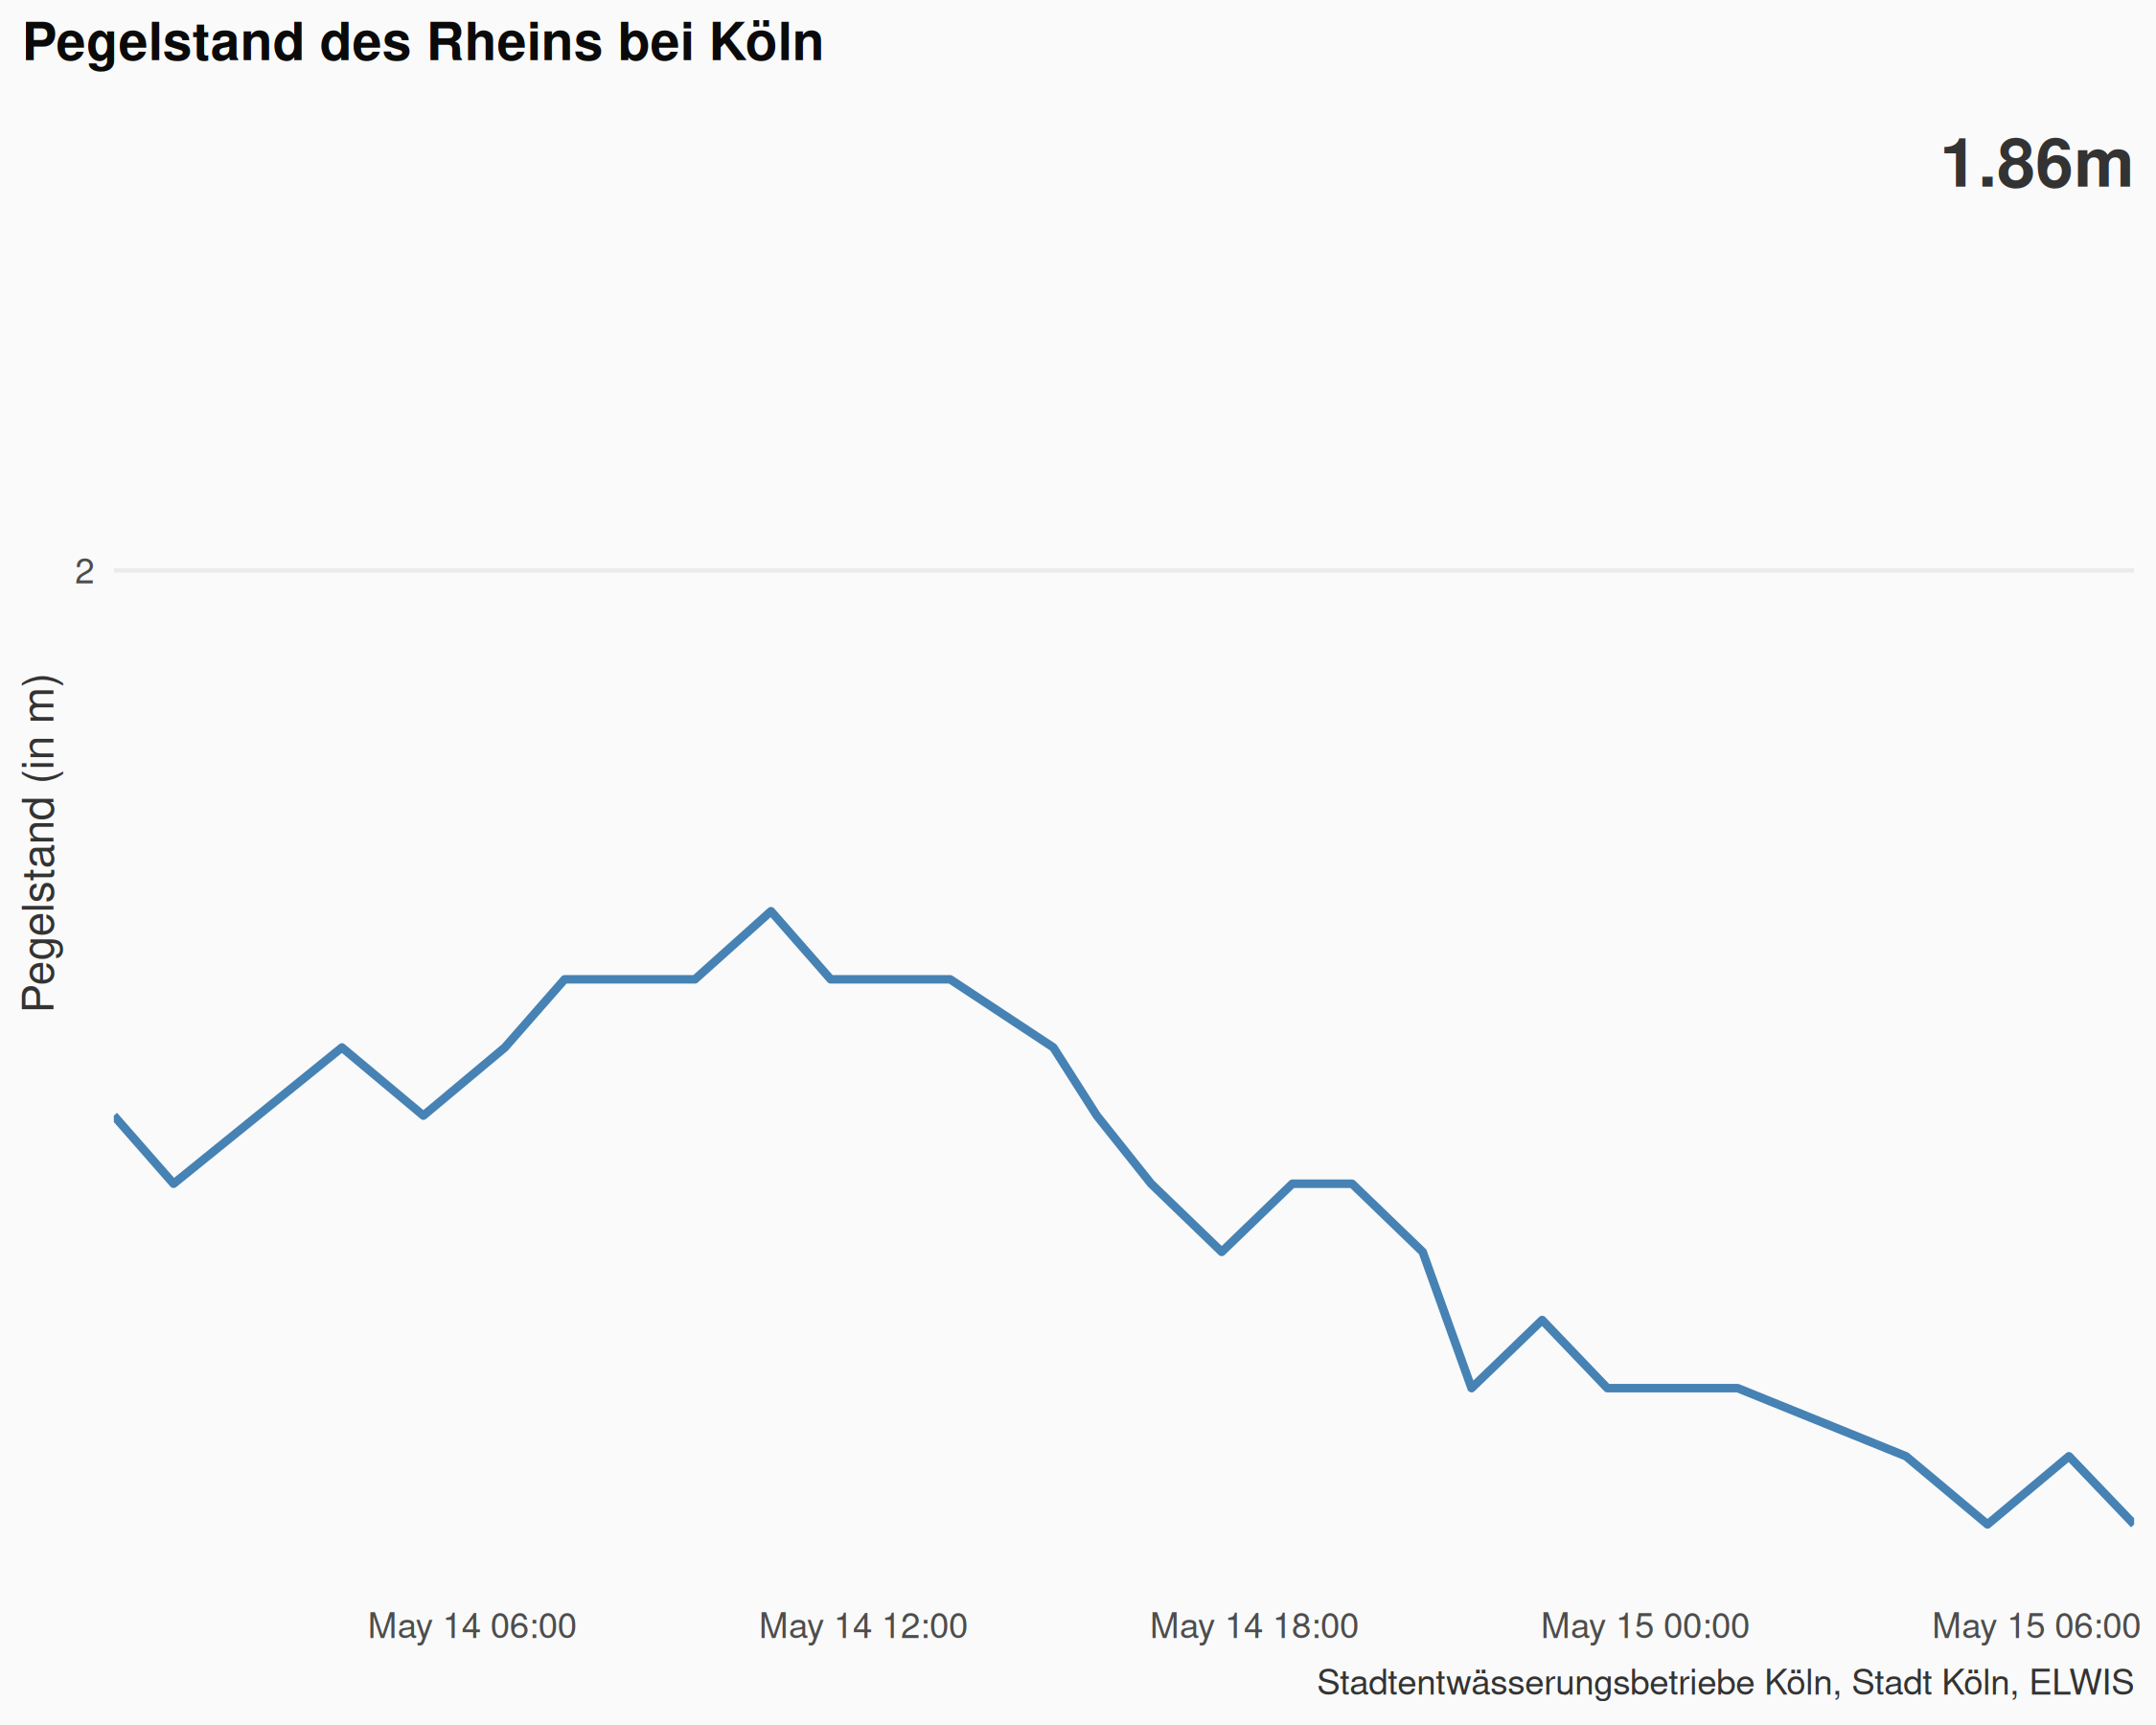 Pegelstand des Rheins bei Köln
1.86m
2
Pegelstand (in m)
May 14 06:00
May 14 12:00
May 14 18:00
May 15 00:00
May 15 06:00
Stadtentwässerungsbetriebe Köln, Stadt Köln, ELWIS